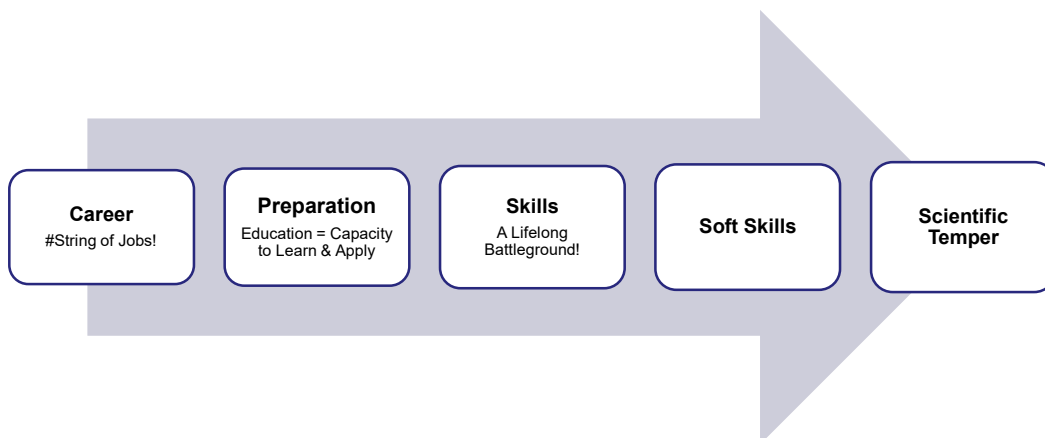 Career
#String of Jobs!
Preparation
Education = Capacity
to Learn & Apply
Skills
A Lifelong
Battleground!
Soft Skills
Scientific
Temper